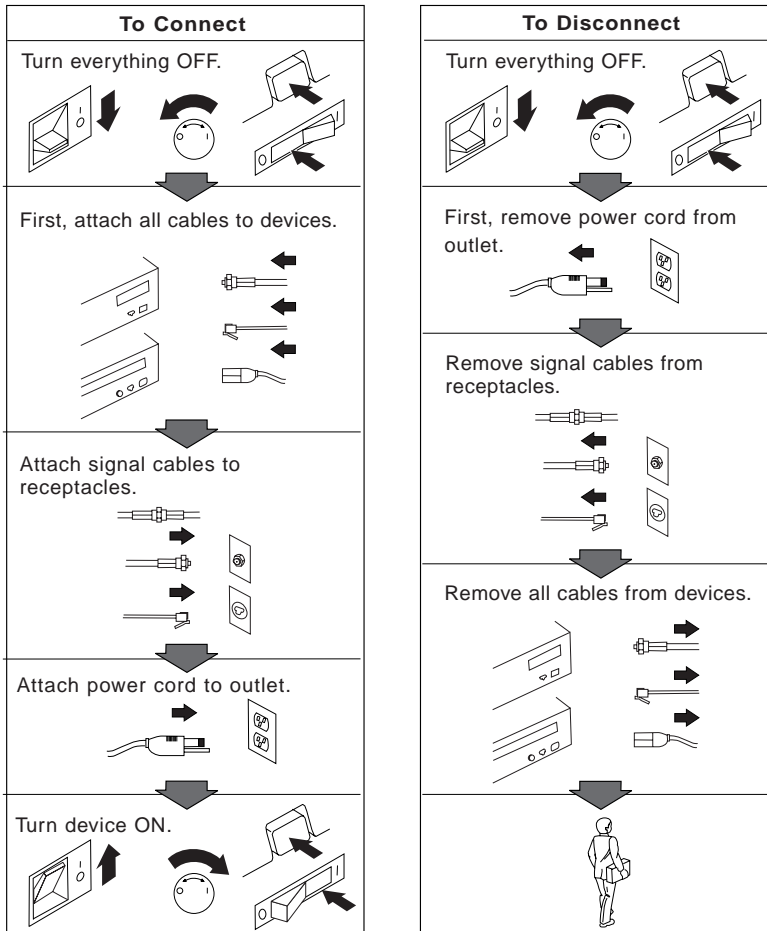 To Connect
Turn everything OFF.
First, attach all cables to devices.
Attach signal cables to
receptacles.
Attach power cord to outlet.
Turn device ON.
To Disconnect
Turn everything OFF.
First, remove power cord from
outlet.
Remove signal cables from
receptacles.
Remove all cables from devices.